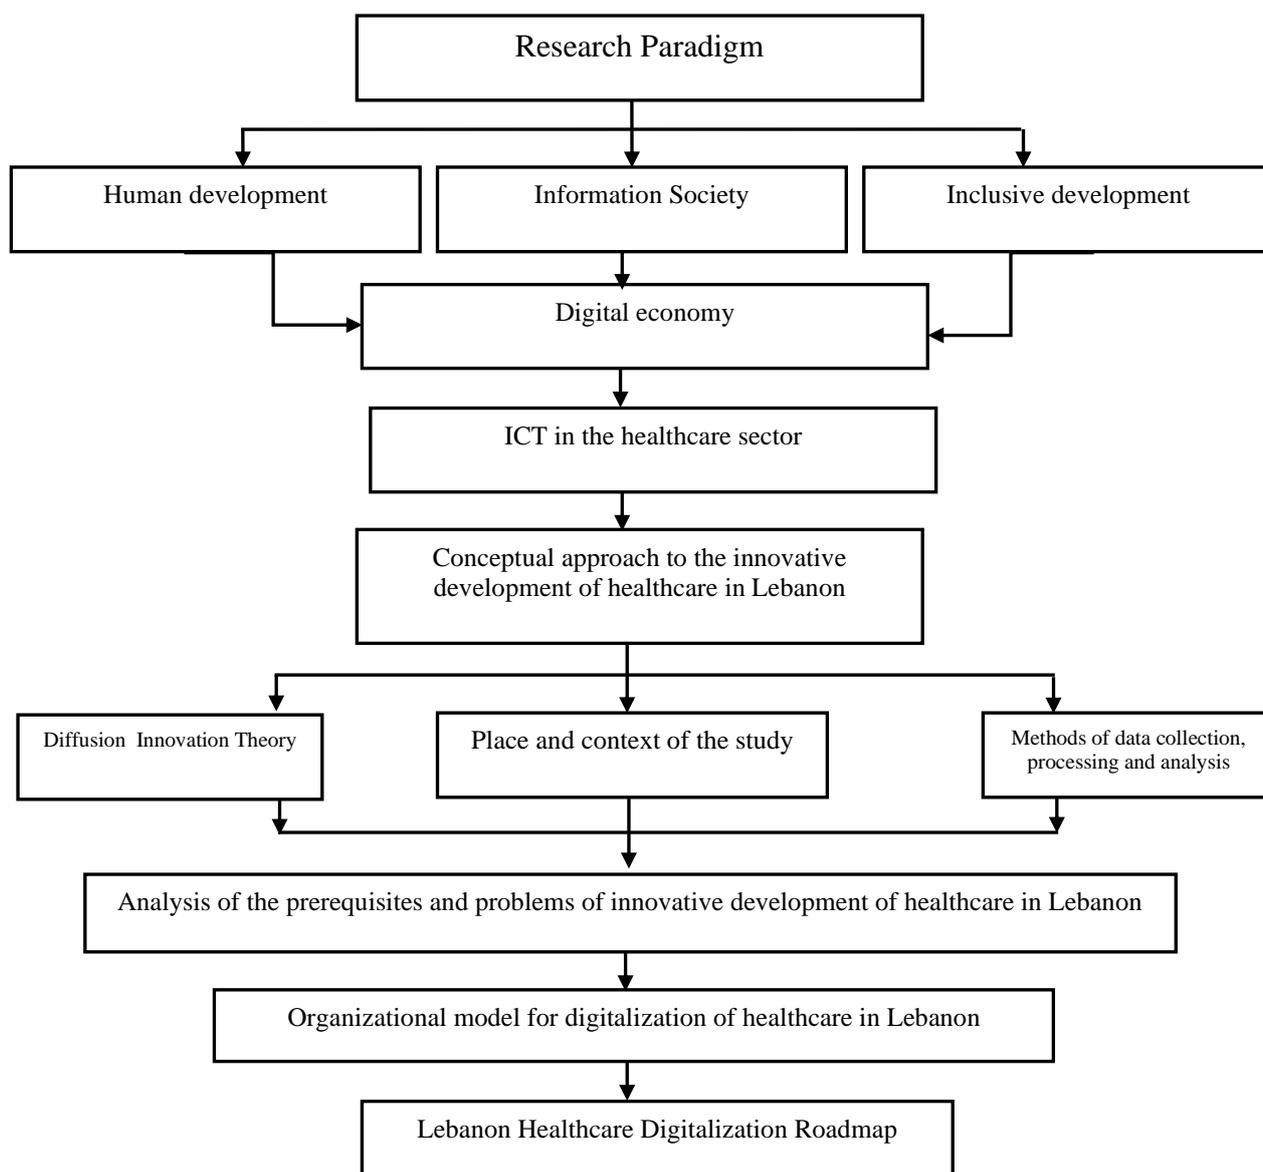 Research Paradigm
Human development
Information Society
Inclusive development
Digital economy
ICT in the healthcare sector
Conceptual approach to the innovative
development of healthcare in Lebanon
Diffusion  Innovation Theory
Place and context of the study
Methods of data collection,
processing and analysis
Analysis of the prerequisites and problems of innovative development of healthcare in Lebanon
Organizational model for digitalization of healthcare in Lebanon
Lebanon Healthcare Digitalization Roadmap